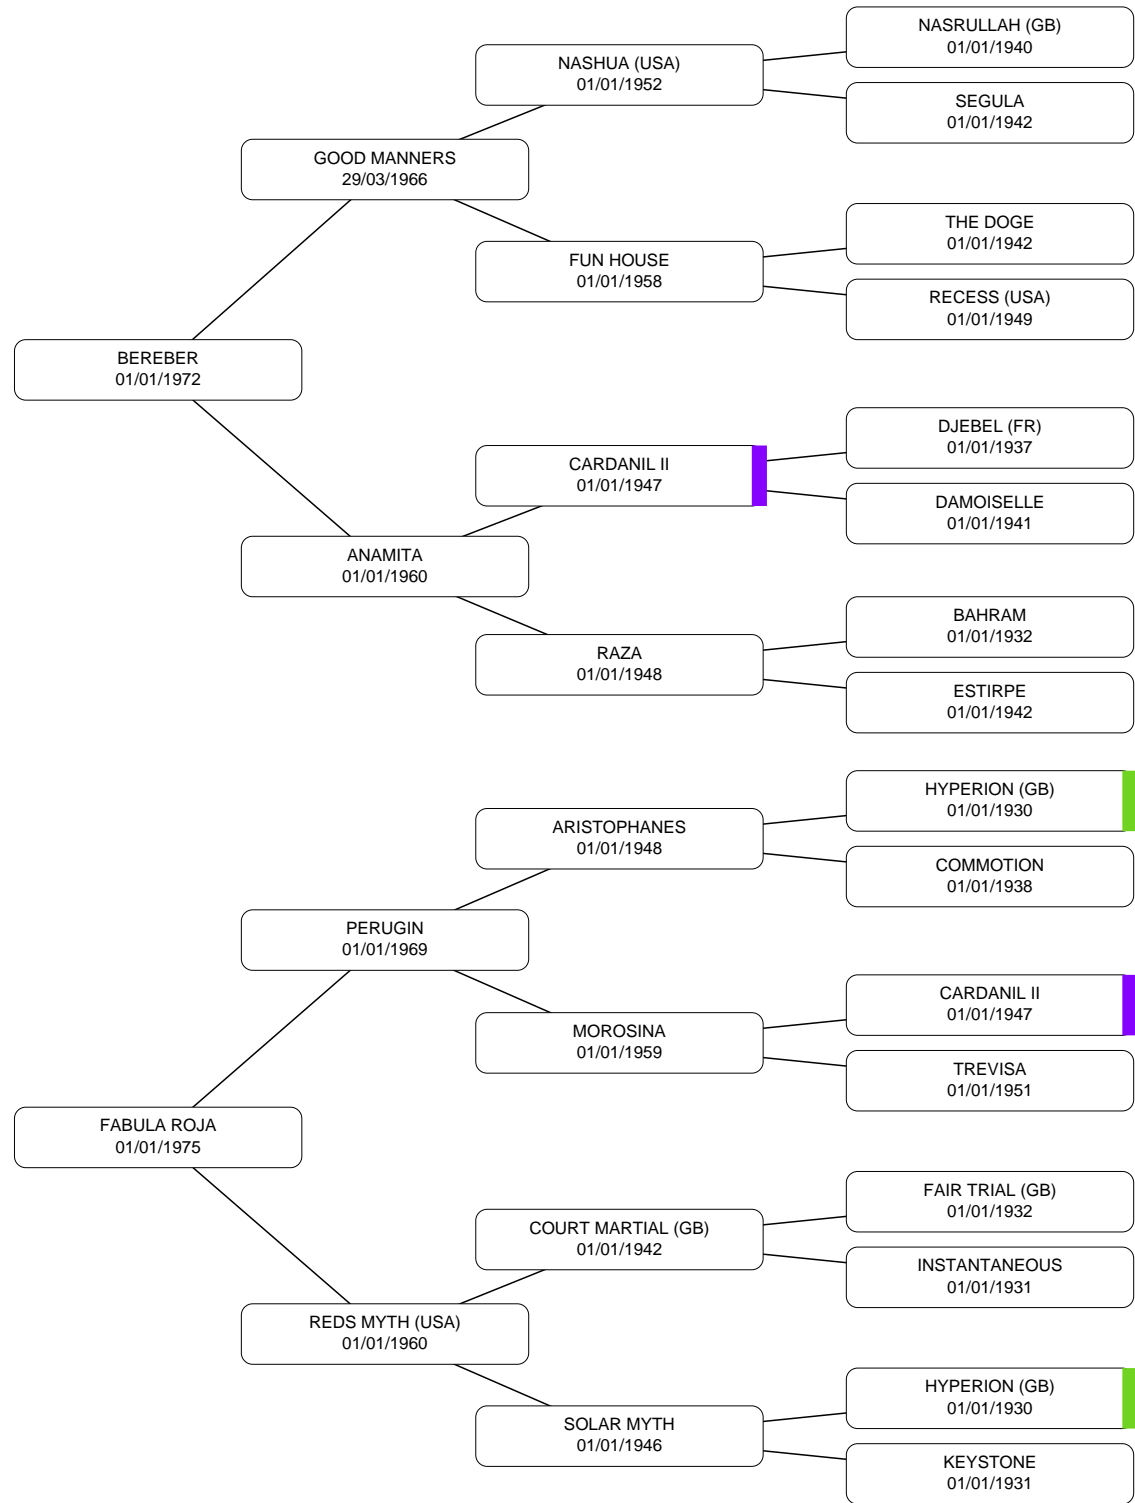 NASRULLAH (GB)
01/01/1940
NASHUA (USA)
01/01/1952
SEGULA
01/01/1942
GOOD MANNERS
29/03/1966
THE DOGE
01/01/1942
FUN HOUSE
01/01/1958
RECESS (USA)
01/01/1949
BEREBER
01/01/1972
DJEBEL (FR)
01/01/1937
CARDANIL II
01/01/1947
DAMOISELLE
01/01/1941
ANAMITA
01/01/1960
BAHRAM
01/01/1932
RAZA
01/01/1948
ESTIRPE
01/01/1942
HYPERION (GB)
01/01/1930
ARISTOPHANES
01/01/1948
COMMOTION
01/01/1938
PERUGIN
01/01/1969
CARDANIL II
01/01/1947
MOROSINA
01/01/1959
TREVISA
01/01/1951
FABULA ROJA
01/01/1975
FAIR TRIAL (GB)
01/01/1932
COURT MARTIAL (GB)
01/01/1942
INSTANTANEOUS
01/01/1931
REDS MYTH (USA)
01/01/1960
HYPERION (GB)
01/01/1930
SOLAR MYTH
01/01/1946
KEYSTONE
01/01/1931